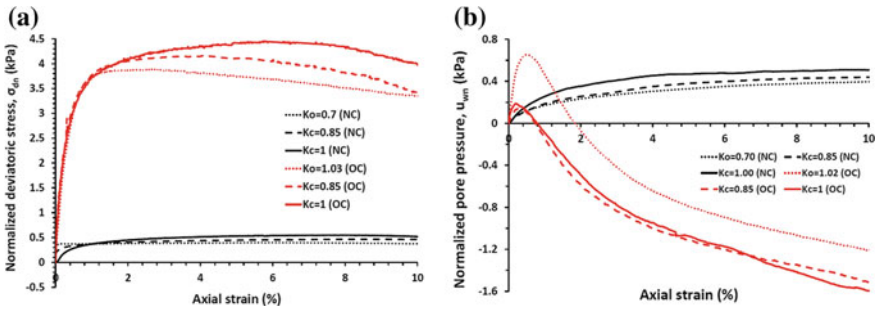 (a)
Normalized deviatoric stress, σdn (kPa)
4.5
4
3.5
3
2.5
2
1.5
1
0.5
0
-0.5
0 2 4 6 8 10
Axial strain (%)
Ko=0.7 (NC)
Kc=0.85 (NC)
Kc=1 (NC)
Ko=1.03 (OC)
Kc=0.85 (OC)
Kc=1 (OC)
(b)
Normalized pore pressure, uwn (kPa)
0.8
0.4
0
-0.4
-0.8
-1.2
-1.6
0 2 4 6 8 10
Ko=0.70 (NC) Kc=0.85 (NC)
Kc=1.00 (NC) Ko=1.02 (OC)
Kc=0.85 (OC) Kc=1 (OC)
Axial strain (%)